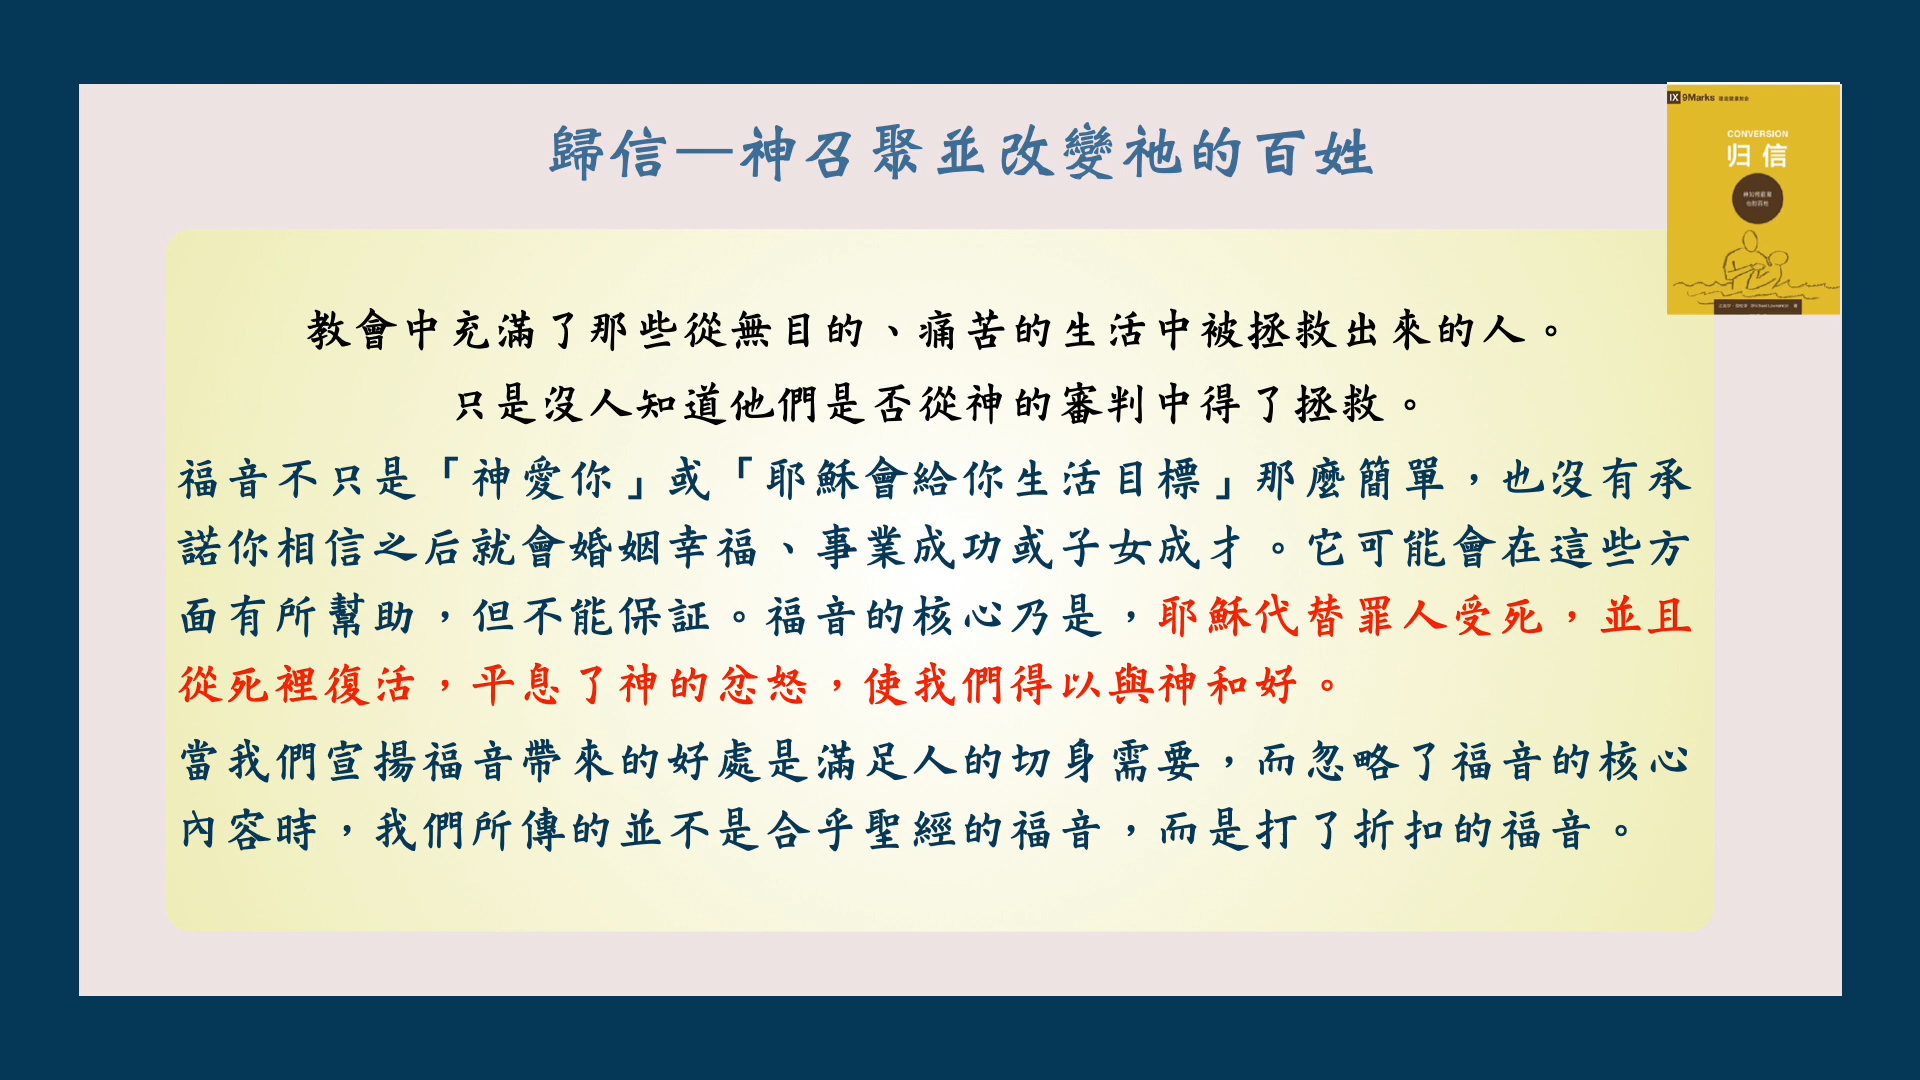 歸信—神召聚並改變祂的百姓
IX 9Marks
CONVERSION
归信
教會中充滿了那些從無目的、痛苦的生活中被拯救出來的人。
只是沒人知道他們是否從神的審判中得了拯救。
福音不只是「神愛你」或「耶穌會給你生活目標」那麼簡單，也沒有承
諾你相信之后就會婚姻幸福、事業成功或子女成才。它可能會在這些方
面有所幫助，但不能保証。福音的核心乃是，耶穌代替罪人受死，並且
從死裡復活，平息了神的忿怒，使我們得以與神和好。
當我們宣揚福音帶來的好處是滿足人的切身需要，而忽略了福音的核心
內容時，我們所傳的並不是合乎聖經的福音，而是打了折扣的福音。